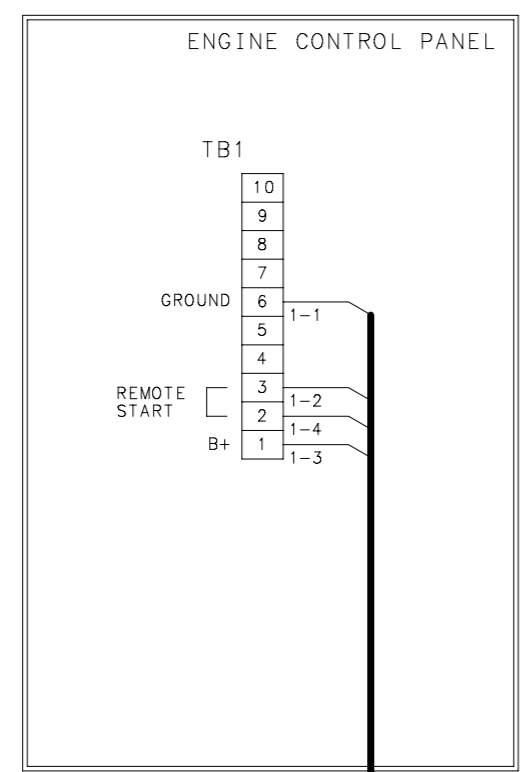 ENGINE CONTROL PANEL
TB1
10
9
8
7
GROUND 6 1-1
5
4
REMOTE START 3 1-2
2 1-4
B+ 1 1-3